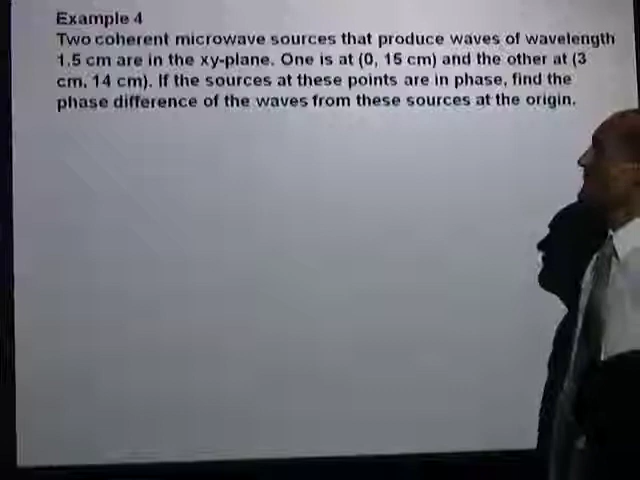 Example 4
Two coherent microwave sources that produce waves of wavelength
1.5 cm are in the xy-plane. One is at (0, 15 cm) and the other at (3
cm, 14 cm). If the sources at these points are in phase, find the
phase difference of the waves from these sources at the origin.